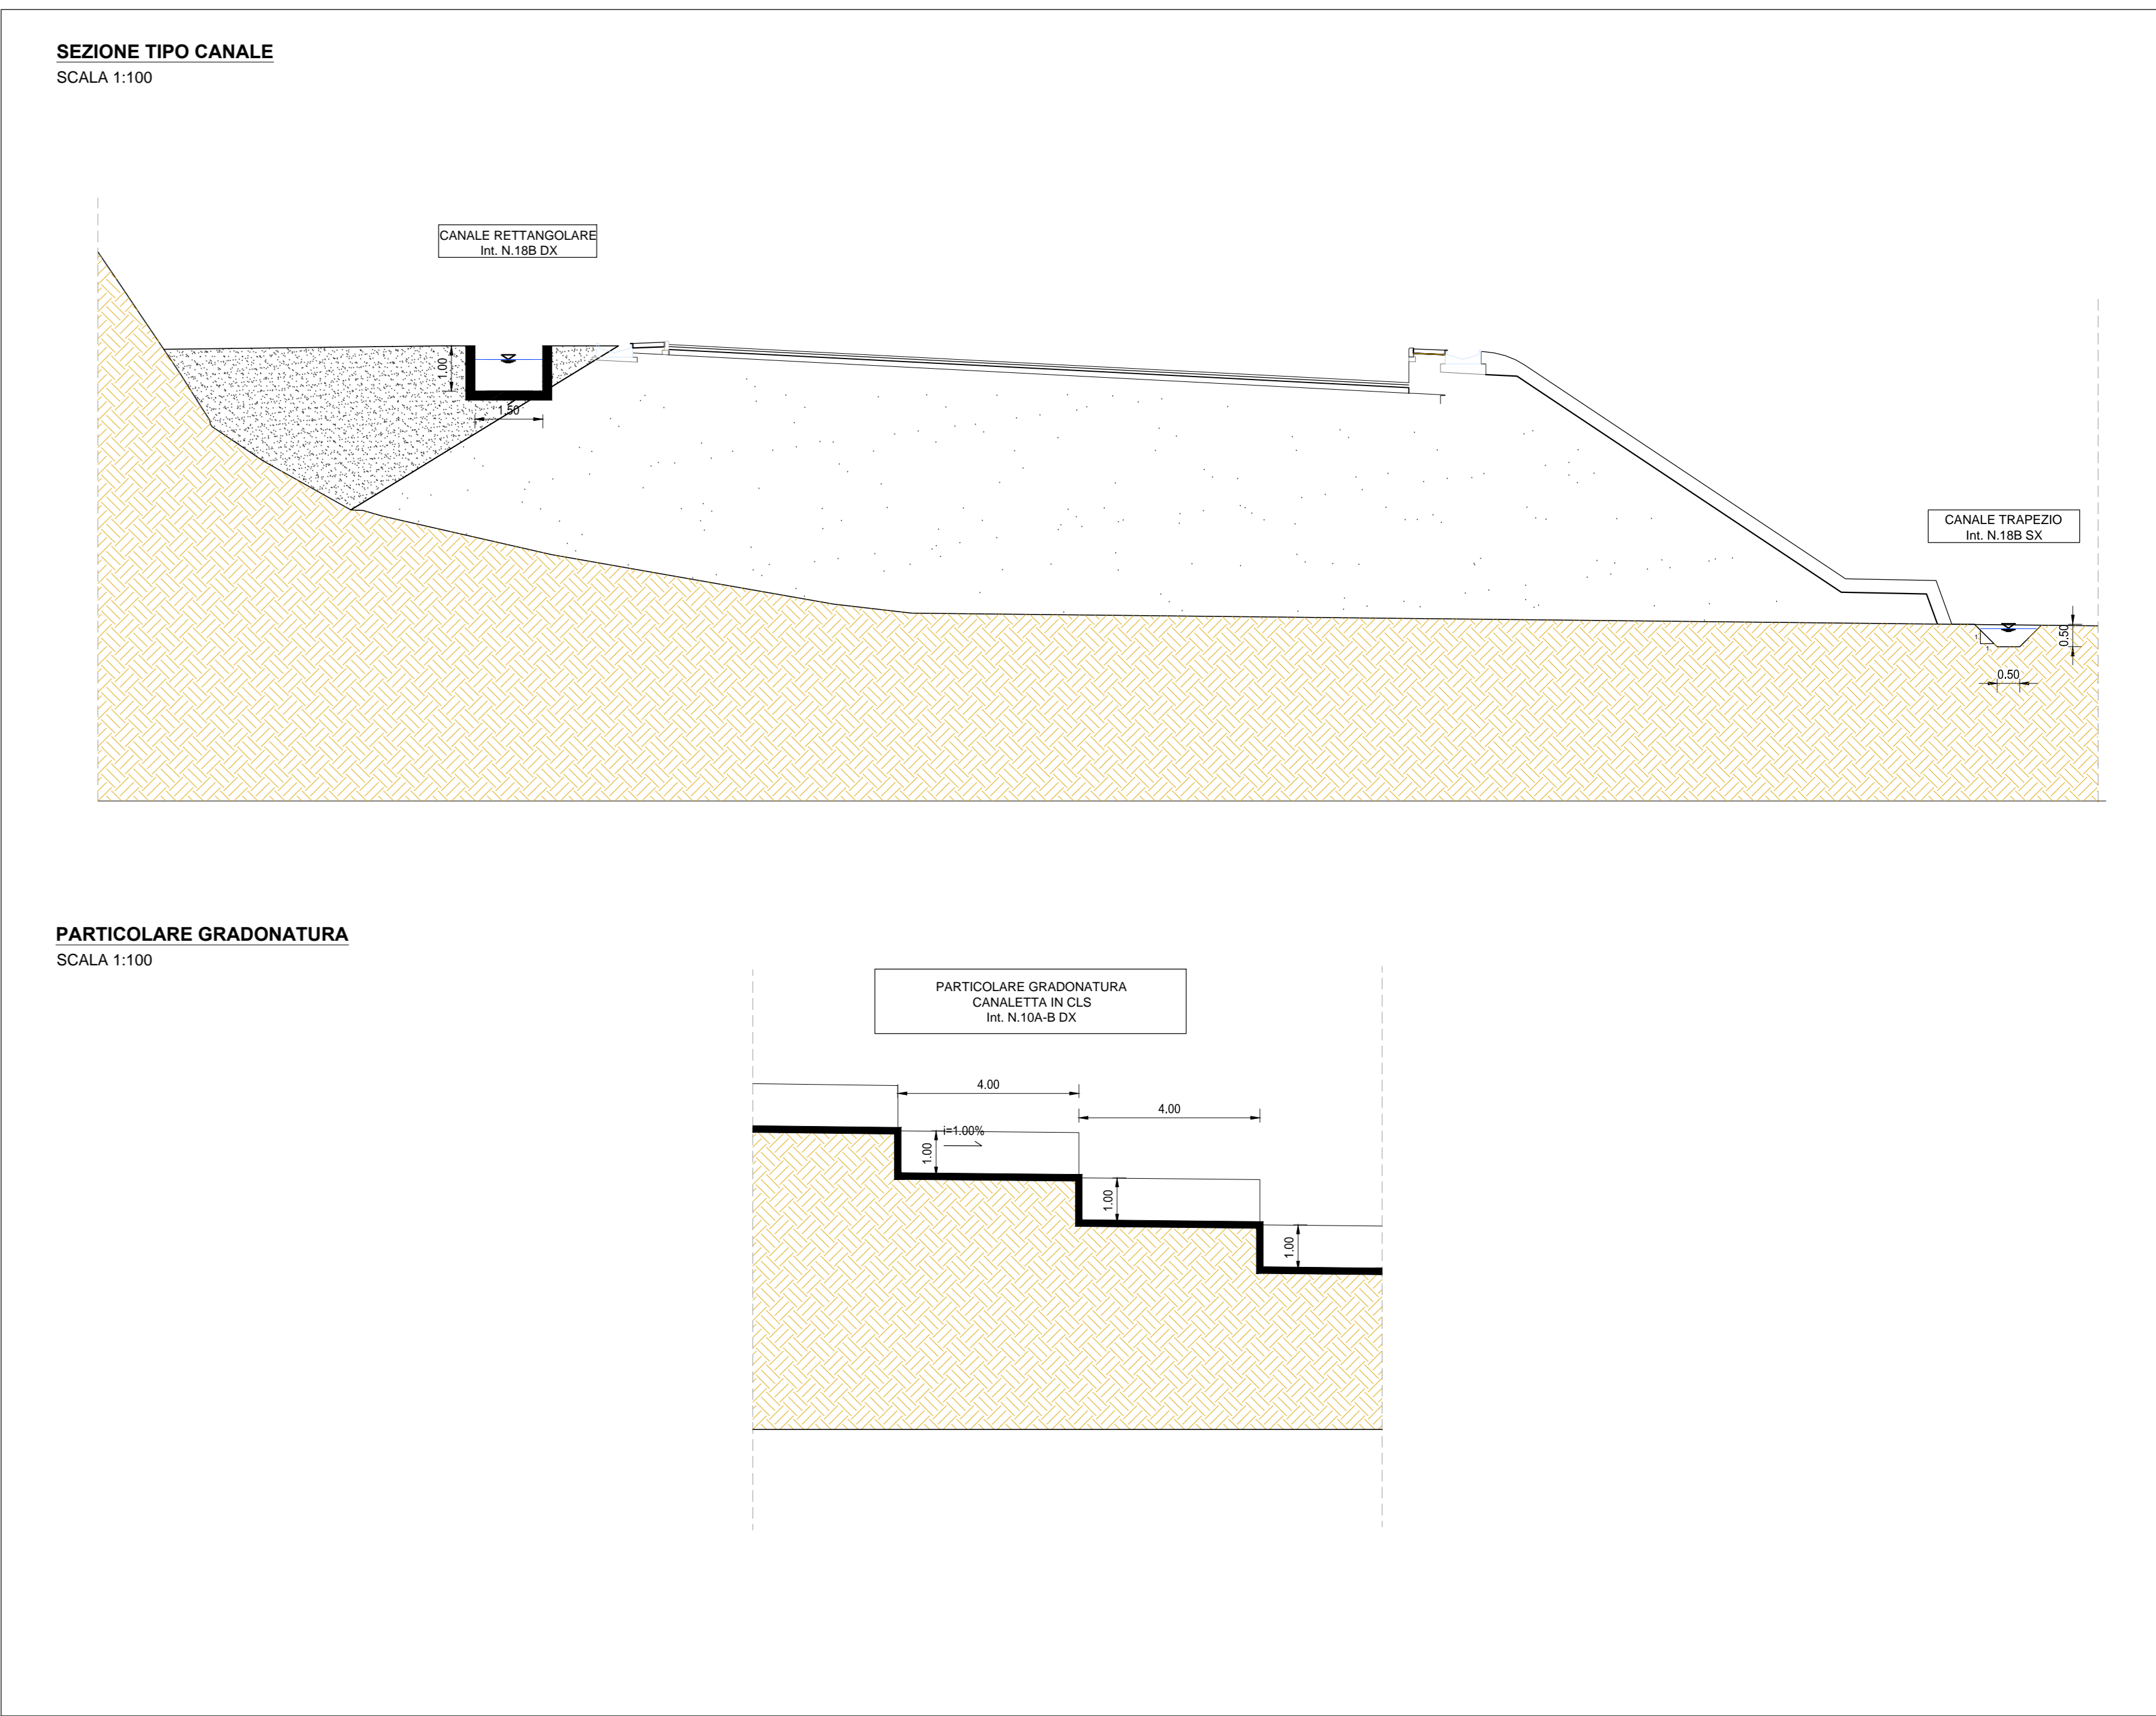 SEZIONE TIPO CANALE
SCALA 1:100
CANALE RETTANGOLARE
Int. N.18B DX
1.00
1.50
CANALE TRAPEZIO
Int. N.18B SX
1
1
0.50
0.50
PARTICOLARE GRADONATURA
SCALA 1:100
PARTICOLARE GRADONATURA
CANALETTA IN CLS
Int. N.10A-B DX
4.00
4.00
i=1.00%
1.00
1.00
1.00